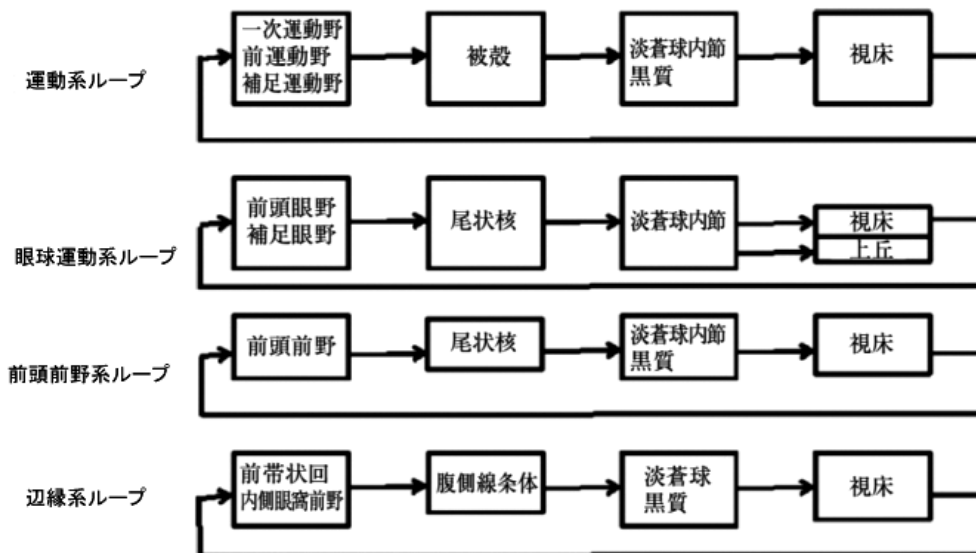 運動系ループ
一次運動野
前運動野
補足運動野
被殻
淡蒼球内節
黒質
視床
眼球運動系ループ
前頭眼野
補足眼野
尾状核
淡蒼球内節
視床
上丘
前頭前野系ループ
前頭前野
尾状核
淡蒼球内節
黒質
視床
辺縁系ループ
前帯状回
内側眼窩前野
腹側線条体
淡蒼球
黒質
視床